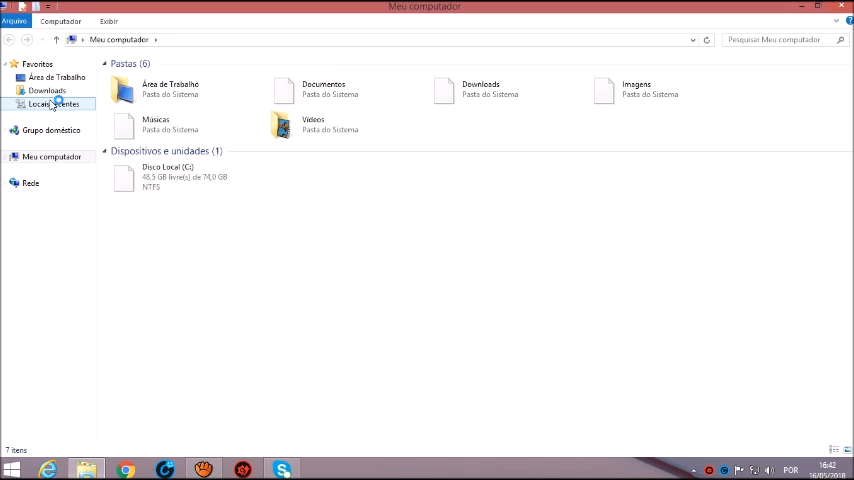 Meu computador
Arquivo Computador Exibir
Meu computador
Pesquisar Meu computador
Favoritos
Área de Trabalho
Downloads
Grupo doméstico
Meu computador
Rede
Pastas (6)
Área de Trabalho
Pasta do Sistema
Documentos
Pasta do Sistema
Downloads
Pasta do Sistema
Imagens
Pasta do Sistema
Músicas
Pasta do Sistema
Vídeos
Pasta do Sistema
Dispositivos e unidades (1)
Disco Local (C:)
48,5 GB livre(s) de 74,0 GB
NTFS
7 itens
POR
16:42
16/05/2018